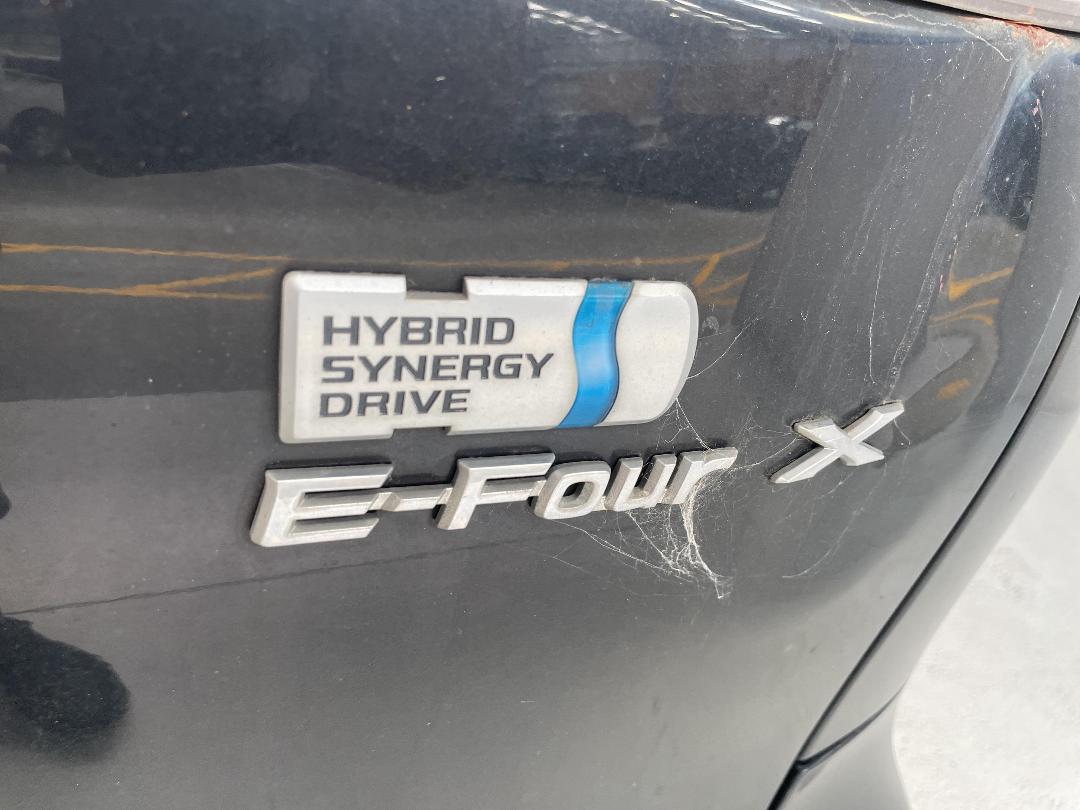 HYBRID
SYNERGY
DRIVE
E-Four X